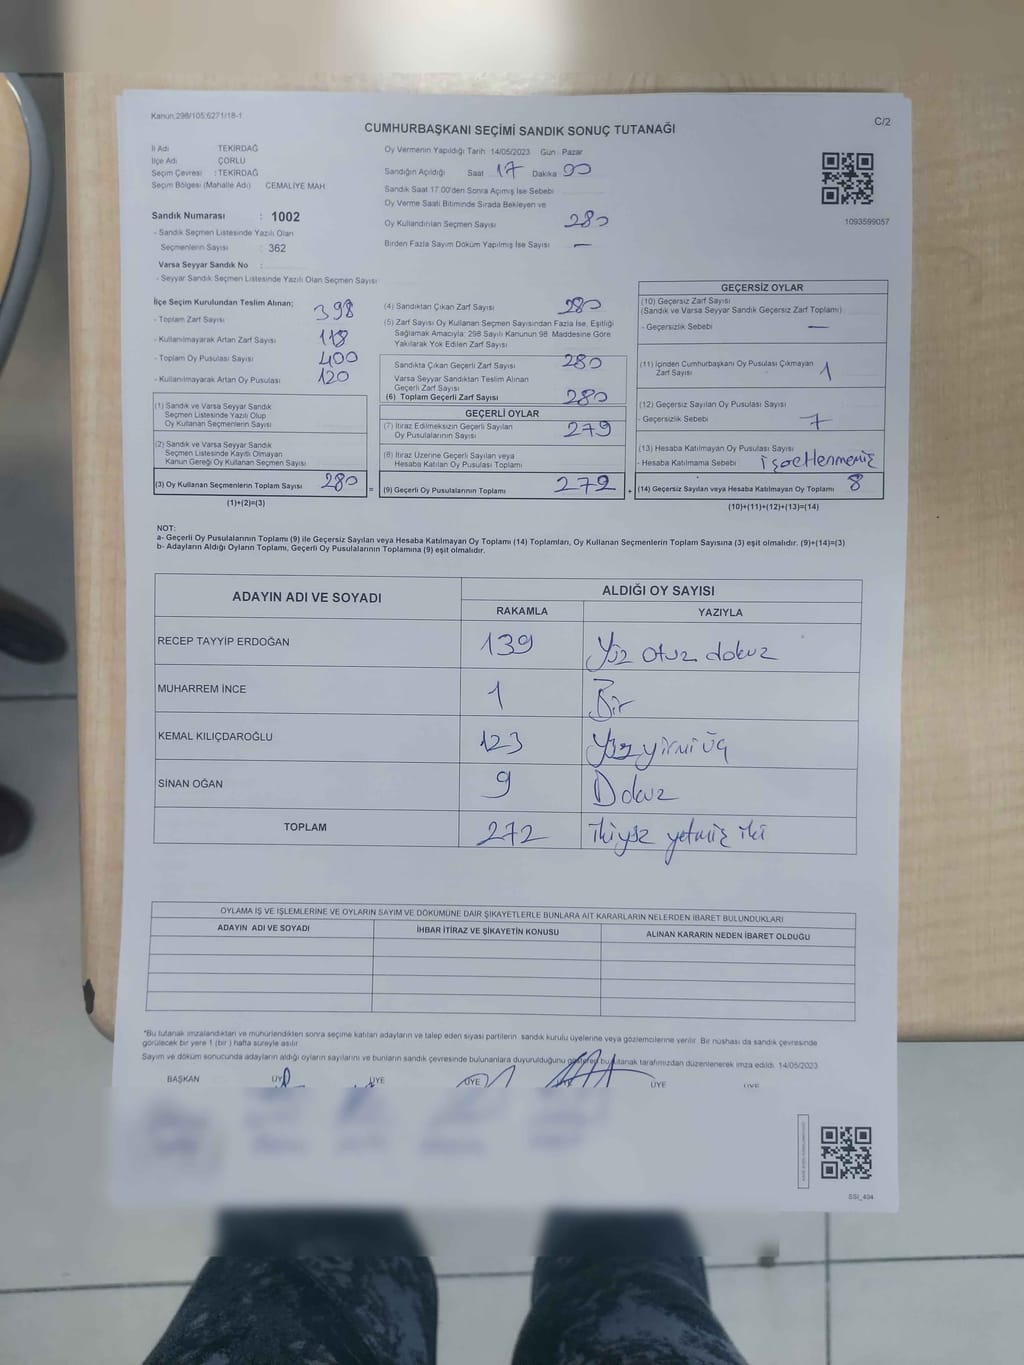 Kanun,298/105;6271/18-1
CUMHURBAŞKANI SEÇİMİ SANDIK SONUÇ TUTANAĞI
C/2
İl Adı TEKİRDAĞ
İlçe Adı ÇORLU
Seçim Çevresi : TEKİRDAĞ
Seçim Bölgesi (Mahalle Adı) CEMALİYE MAH
Sandık Numarası : 1002
- Sandık Seçmen Listesinde Yazılı Olan
Seçmenlerin Sayısı : 362
Varsa Seyyar Sandık No :
- Seyyar Sandık Seçmen Listesinde Yazılı Olan Seçmen Sayısı
Oy Vermenin Yapıldığı Tarih 14/05/2023 Gün Pazar
Sandığın Açıldığı Saat 17 Dakika 00
Sandık Saat 17.00'den Sonra Açımış İse Sebebi
Oy Verme Saati Bitiminde Sırada Bekleyen ve
Oy Kullandırılan Seçmen Sayısı 280
Birden Fazla Sayım Döküm Yapılmış İse Sayısı —
1093599057
İlçe Seçim Kurulundan Teslim Alınan;
- Toplam Zarf Sayısı 398
- Kullanılmayarak Artan Zarf Sayısı 118
- Toplam Oy Pusulası Sayısı 400
- Kullanılmayarak Artan Oy Pusulası 120
(1) Sandık ve Varsa Seyyar Sandık
Seçmen Listesinde Yazılı Olup
Oy Kullanan Seçmenlerin Sayısı
(2) Sandık ve Varsa Seyyar Sandık
Seçmen Listesinde Kayıtlı Olmayan
Kanun Gereği Oy Kullanan Seçmen Sayısı
(3) Oy Kullanan Seçmenlerin Toplam Sayısı 280 =
(1)+(2)=(3)
(4) Sandıktan Çıkan Zarf Sayısı 280
(5) Zarf Sayısı Oy Kullanan Seçmen Sayısından Fazla İse, Eşitliği
Sağlamak Amacıyla; 298 Sayılı Kanunun 98. Maddesine Göre
Yakılarak Yok Edilen Zarf Sayısı
Sandıkta Çıkan Geçerli Zarf Sayısı 280
Varsa Seyyar Sandıktan Teslim Alınan
Geçerli Zarf Sayısı
(6) Toplam Geçerli Zarf Sayısı 280
GEÇERLİ OYLAR
(7) İtiraz Edilmeksizin Geçerli Sayılan
Oy Pusulalarının Sayısı 279
(8) İtiraz Üzerine Geçerli Sayılan veya
Hesaba Katılan Oy Pusulası Toplamı
(9) Geçerli Oy Pusulalarının Toplamı 272 +
GEÇERSİZ OYLAR
(10) Geçersiz Zarf Sayısı
(Sandık ve Varsa Seyyar Sandık Geçersiz Zarf Toplamı)
- Geçersizlik Sebebi —
(11) İçinden Cumhurbaşkanı Oy Pusulası Çıkmayan
Zarf Sayısı 1
(12) Geçersiz Sayılan Oy Pusulası Sayısı
- Geçersizlik Sebebi 7
(13) Hesaba Katılmayan Oy Pusulası Sayısı
- Hesaba Katılmama Sebebi
(14) Geçersiz Sayılan veya Hesaba Katılmayan Oy Toplamı 8
(10)+(11)+(12)+(13)=(14)
NOT:
a- Geçerli Oy Pusulalarının Toplamı (9) ile Geçersiz Sayılan veya Hesaba Katılmayan Oy Toplamı (14) Toplamları, Oy Kullanan Seçmenlerin Toplam Sayısına (3) eşit olmalıdır. (9)+(14)=(3)
b- Adayların Aldığı Oyların Toplamı, Geçerli Oy Pusulalarının Toplamına (9) eşit olmalıdır.
ADAYIN ADI VE SOYADI
ALDIĞI OY SAYISI
RAKAMLA YAZIYLA
RECEP TAYYİP ERDOĞAN 139 Yüz otuz dokuz
MUHARREM İNCE 1 Bir
KEMAL KILIÇDAROĞLU 123 Yüz yirmi üç
SİNAN OĞAN 9 Dokuz
TOPLAM 272 ikiyüz yetmiş iki
OYLAMA İŞ VE İŞLEMLERİNE VE OYLARIN SAYIM VE DÖKÜMÜNE DAİR ŞİKAYETLERLE BUNLARA AİT KARARLARIN NELERDEN İBARET BULUNDUKLARI
ADAYIN ADI VE SOYADI İHBAR İTİRAZ VE ŞİKAYETİN KONUSU ALINAN KARARIN NEDEN İBARET OLDUĞU
*Bu tutanak imzalandıktan ve mühürlendikten sonra seçime katılan adayların ve talep eden siyasi partilerin, sandık kurulu üyelerine veya gözlemcilerine verilir. Bir nüshası da sandık çevresinde
görülecek bir yere 1 (bir) hafta süreyle asılır.
Sayım ve döküm sonucunda adayların aldığı oyların sayılarını ve bunların sandık çevresinde bulunanlara duyurulduğunu gösteren bu tutanak tarafımızdan düzenlenerek imza edildi. 14/05/2023
BAŞKAN ÜYE ÜYE ÜYE ÜYE ÜYE
SSİ_404